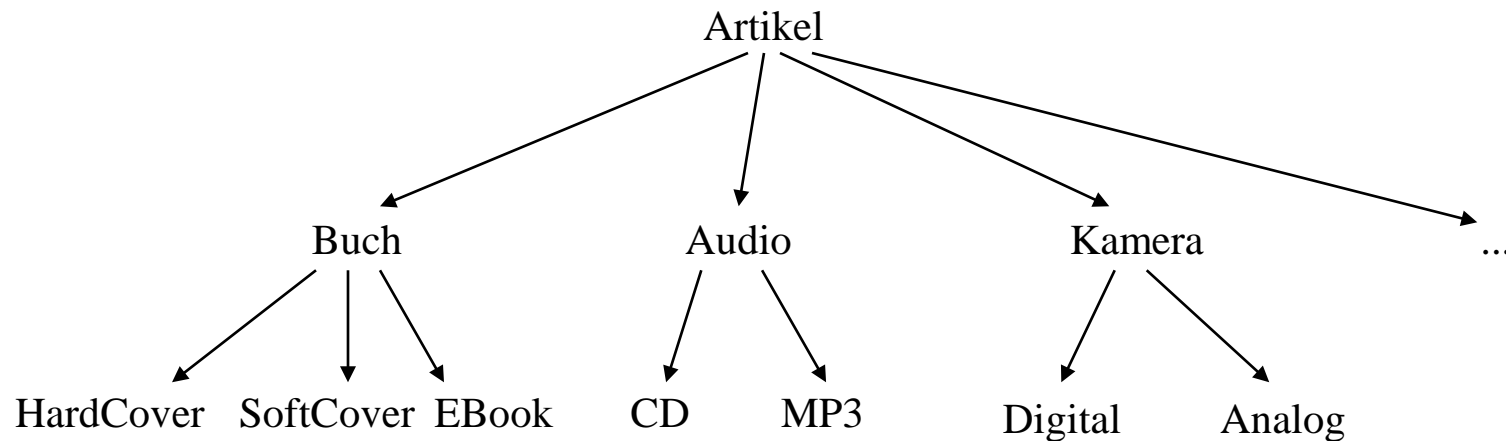 Artikel
Buch Audio Kamera ...
HardCover SoftCover EBook CD MP3 Digital Analog